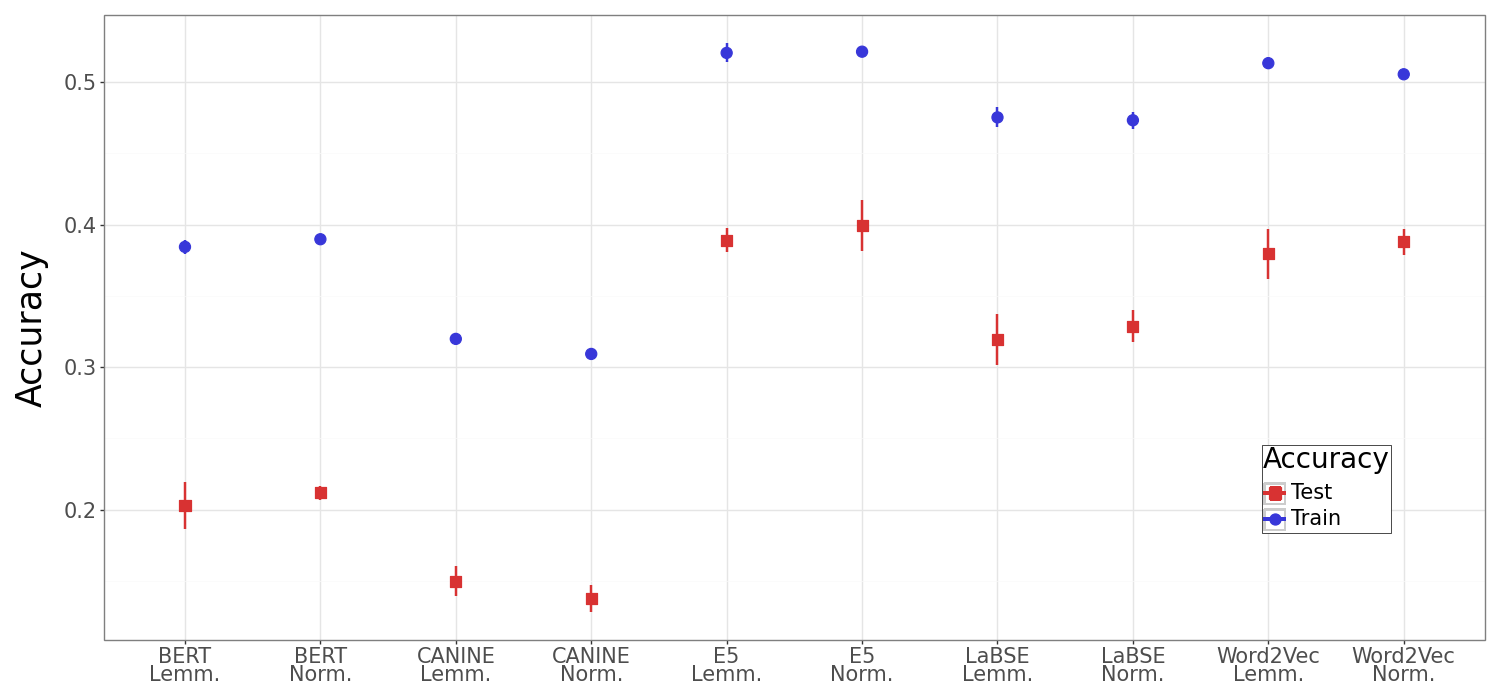 Accuracy
0.5
0.4
0.3
0.2
Accuracy
Test
Train
BERT BERT CANINE CANINE E5 E5 LaBSE LaBSE Word2Vec Word2Vec
Lemm. Norm. Lemm. Norm. Lemm. Norm. Lemm. Norm. Lemm. Norm.